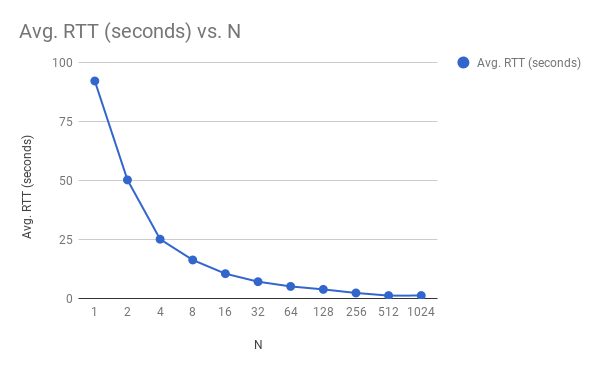 Avg. RTT (seconds) vs. N
Avg. RTT (seconds)
Avg. RTT (seconds)
100
75
50
25
0
1 2 4 8 16 32 64 128 256 512 1024
N